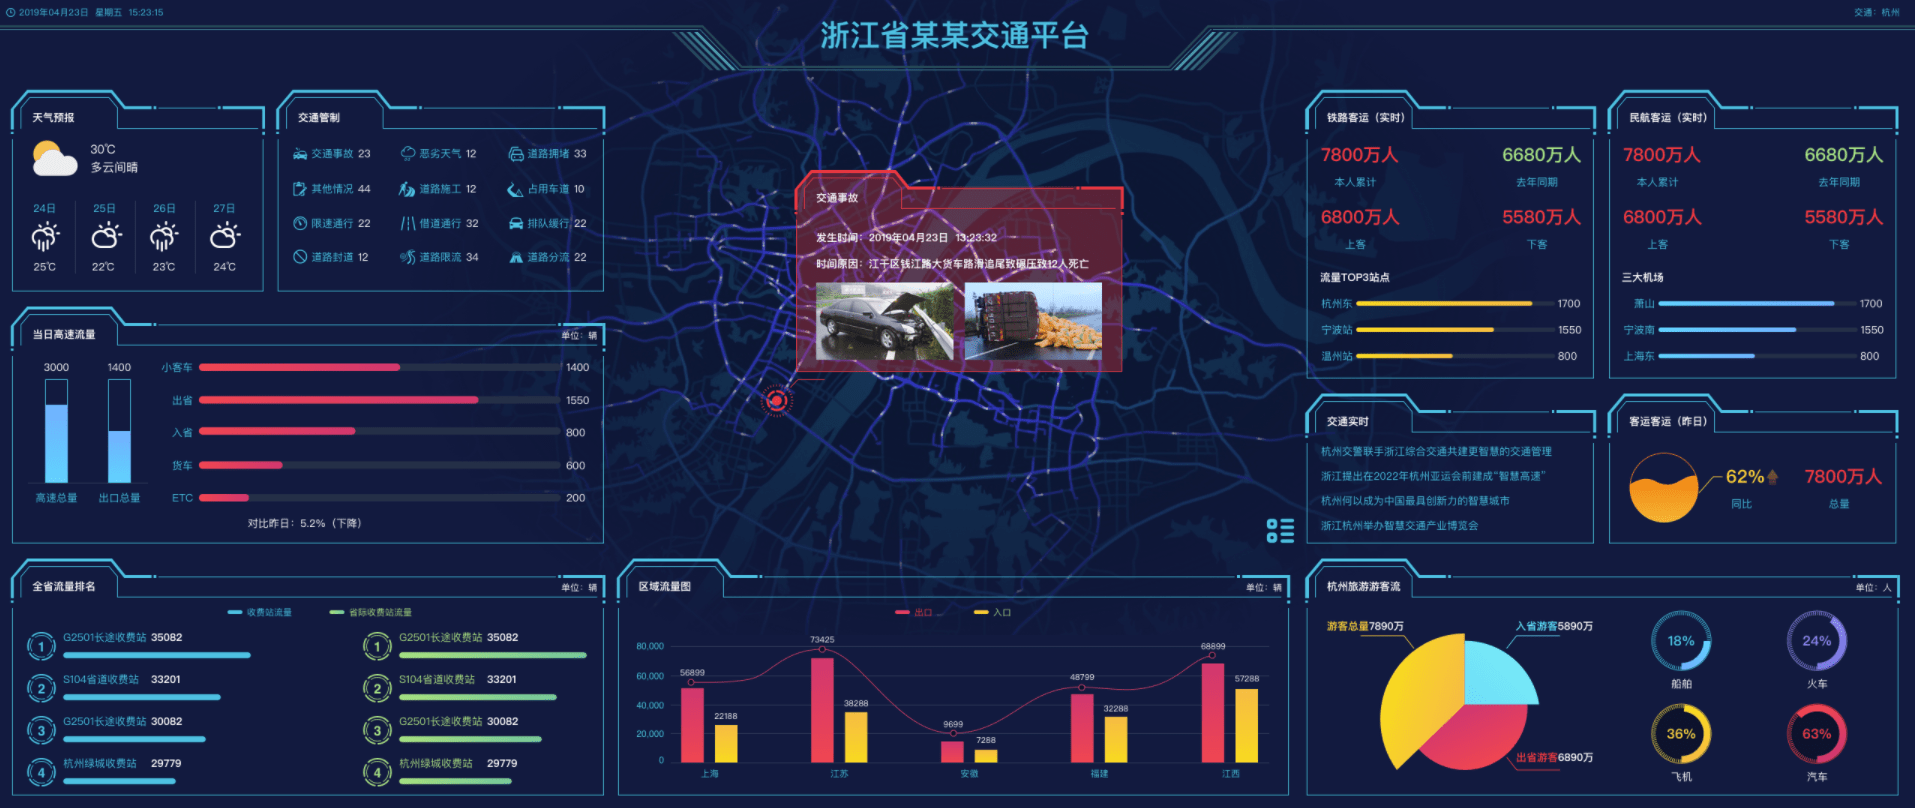 2019年04月23日 星期五 15:23:15
浙江省某某交通平台
交通：杭州
天气预报
30℃
多云间晴
24日 25日 26日 27日
25℃ 22℃ 23℃ 24℃
交通管制
交通事故 23 恶劣天气 12 道路拥堵 33
其他情况 44 道路施工 12 占用车道 10
限速通行 22 借道通行 32 排队缓行 22
道路封道 12 道路限流 34 道路分流 22
当日高速流量
单位：辆
3000 1400
高速总量 出口总量
小客车 1400
出省 1550
入省 800
货车 600
ETC 200
对比昨日：5.2%（下降）
全省流量排名
单位：辆
收费站流量 省际收费站流量
1 G2501长途收费站 35082
2 S104省道收费站 33201
3 G2501长途收费站 30082
4 杭州绿城收费站 29779
1 G2501长途收费站 35082
2 S104省道收费站 33201
3 G2501长途收费站 30082
4 杭州绿城收费站 29779
交通事故
发生时间：2019年04月23日 13:23:32
时间原因：江干区钱江路大货车路滑追尾致碾压致12人死亡
区域流量图
单位：辆
出口 入口
80,000
60,000
40,000
20,000
0
56899 22188
73425 38288
9699 7288
48799 32288
68899 57288
上海 江苏 安徽 福建 江西
铁路客运（实时）
7800万人 6680万人
本人累计 去年同期
6800万人 5580万人
上客 下客
流量TOP3站点
杭州东 1700
宁波站 1550
温州站 800
民航客运（实时）
7800万人 6680万人
本人累计 去年同期
6800万人 5580万人
上客 下客
三大机场
萧山 1700
宁波南 1550
上海东 800
交通实时
杭州交警联手浙江综合交通共建更智慧的交通管理
浙江提出在2022年杭州亚运会前建成“智慧高速”
杭州何以成为中国最具创新力的智慧城市
浙江杭州举办智慧交通产业博览会
客运客运（昨日）
62% 7800万人
同比 总量
杭州旅游游客流
单位：人
游客总量7890万
入省游客5890万
出省游客6890万
18% 24%
船舶 火车
36% 63%
飞机 汽车